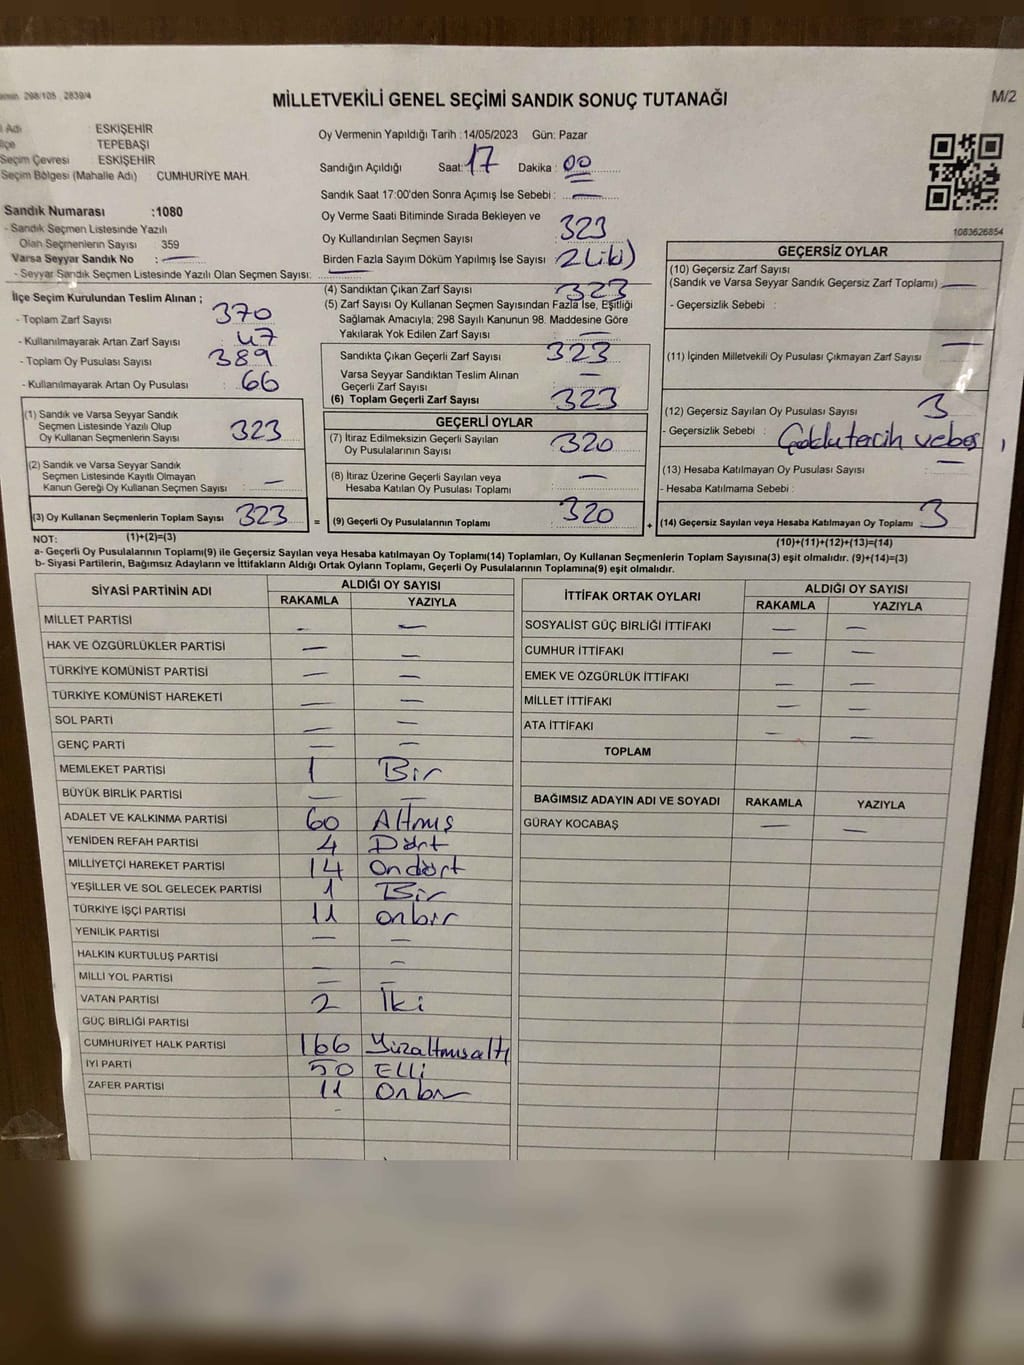 298/105 , 2839/4
MİLLETVEKİLİ GENEL SEÇİMİ SANDIK SONUÇ TUTANAĞI
M/2
Adı : ESKİŞEHİR
TEPEBAŞI
Seçim Çevresi : ESKİŞEHİR
Seçim Bölgesi (Mahalle Adı) CUMHURİYE MAH.
Sandık Numarası :1080
- Sandık Seçmen Listesinde Yazılı
Olan Seçmenlerin Sayısı 359
Varsa Seyyar Sandık No : —
- Seyyar Sandık Seçmen Listesinde Yazılı Olan Seçmen Sayısı: —
İlçe Seçim Kurulundan Teslim Alınan ;
- Toplam Zarf Sayısı : 370
- Kullanılmayarak Artan Zarf Sayısı : 47
- Toplam Oy Pusulası Sayısı : 389
- Kullanılmayarak Artan Oy Pusulası : 66
Oy Vermenin Yapıldığı Tarih :14/05/2023 Gün: Pazar
Sandığın Açıldığı Saat: 17 Dakika : 00
Sandık Saat 17:00'den Sonra Açımış İse Sebebi : —
Oy Verme Saati Bitiminde Sırada Bekleyen ve
Oy Kullandırılan Seçmen Sayısı : 323
Birden Fazla Sayım Döküm Yapılmış İse Sayısı : 2 (iki)
(4) Sandıktan Çıkan Zarf Sayısı : 323
(5) Zarf Sayısı Oy Kullanan Seçmen Sayısından Fazla İse, Eşitliği
Sağlamak Amacıyla; 298 Sayılı Kanunun 98. Maddesine Göre
Yakılarak Yok Edilen Zarf Sayısı : —
Sandıkta Çıkan Geçerli Zarf Sayısı : 323
Varsa Seyyar Sandıktan Teslim Alınan
Geçerli Zarf Sayısı : —
(6) Toplam Geçerli Zarf Sayısı : 323
1083626854
GEÇERSİZ OYLAR
(10) Geçersiz Zarf Sayısı
(Sandık ve Varsa Seyyar Sandık Geçersiz Zarf Toplamı) : —
- Geçersizlik Sebebi : —
(11) İçinden Milletvekili Oy Pusulası Çıkmayan Zarf Sayısı : —
(12) Geçersiz Sayılan Oy Pusulası Sayısı : 3
- Geçersizlik Sebebi : Çoklu tercih ve boş
(13) Hesaba Katılmayan Oy Pusulası Sayısı : —
- Hesaba Katılmama Sebebi :
(14) Geçersiz Sayılan veya Hesaba Katılmayan Oy Toplamı : 3
(10)+(11)+(12)+(13)=(14)
(1) Sandık ve Varsa Seyyar Sandık
Seçmen Listesinde Yazılı Olup
Oy Kullanan Seçmenlerin Sayısı : 323
(2) Sandık ve Varsa Seyyar Sandık
Seçmen Listesinde Kayıtlı Olmayan
Kanun Gereği Oy Kullanan Seçmen Sayısı : —
(3) Oy Kullanan Seçmenlerin Toplam Sayısı : 323 =
(1)+(2)=(3)
GEÇERLİ OYLAR
(7) İtiraz Edilmeksizin Geçerli Sayılan
Oy Pusulalarının Sayısı : 320
(8) İtiraz Üzerine Geçerli Sayılan veya
Hesaba Katılan Oy Pusulası Toplamı : —
(9) Geçerli Oy Pusulalarının Toplamı : 320 +
NOT:
a- Geçerli Oy Pusulalarının Toplamı(9) ile Geçersiz Sayılan veya Hesaba katılmayan Oy Toplamı(14) Toplamları, Oy Kullanan Seçmenlerin Toplam Sayısına(3) eşit olmalıdır. (9)+(14)=(3)
b- Siyasi Partilerin, Bağımsız Adayların ve İttifakların Aldığı Ortak Oyların Toplamı, Geçerli Oy Pusulalarının Toplamına(9) eşit olmalıdır.
SİYASİ PARTİNİN ADI ALDIĞI OY SAYISI
RAKAMLA YAZIYLA
MİLLET PARTİSİ — —
HAK VE ÖZGÜRLÜKLER PARTİSİ — —
TÜRKİYE KOMÜNİST PARTİSİ — —
TÜRKİYE KOMÜNİST HAREKETİ — —
SOL PARTİ — —
GENÇ PARTİ — —
MEMLEKET PARTİSİ 1 Bir
BÜYÜK BİRLİK PARTİSİ — —
ADALET VE KALKINMA PARTİSİ 60 Altmış
YENİDEN REFAH PARTİSİ 4 Dört
MİLLİYETÇİ HAREKET PARTİSİ 14 Ondört
YEŞİLLER VE SOL GELECEK PARTİSİ 1 Bir
TÜRKİYE İŞÇİ PARTİSİ 11 onbir
YENİLİK PARTİSİ — —
HALKIN KURTULUŞ PARTİSİ — —
MİLLİ YOL PARTİSİ — —
VATAN PARTİSİ 2 İki
GÜÇ BİRLİĞİ PARTİSİ
CUMHURİYET HALK PARTİSİ 166 Yüzaltmışaltı
İYİ PARTİ 50 Elli
ZAFER PARTİSİ 11 Onbir
İTTİFAK ORTAK OYLARI ALDIĞI OY SAYISI
RAKAMLA YAZIYLA
SOSYALİST GÜÇ BİRLİĞİ İTTİFAKI — —
CUMHUR İTTİFAKI — —
EMEK VE ÖZGÜRLÜK İTTİFAKI — —
MİLLET İTTİFAKI — —
ATA İTTİFAKI — —
TOPLAM
BAĞIMSIZ ADAYIN ADI VE SOYADI RAKAMLA YAZIYLA
GÜRAY KOCABAŞ — —